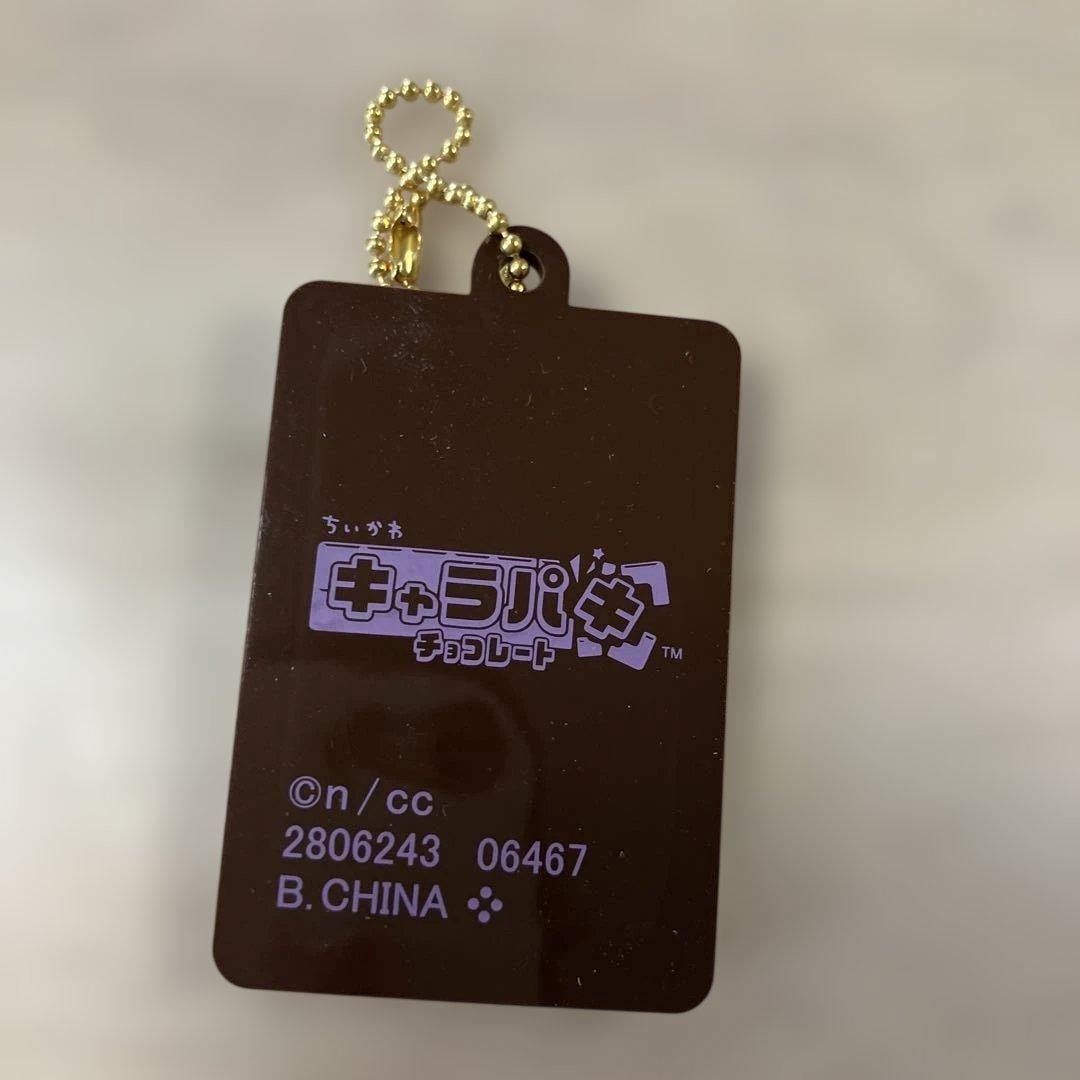 ちいかわ
キャラパキ
チョコレート TM
©n/cc
2806243 06467
B. CHINA